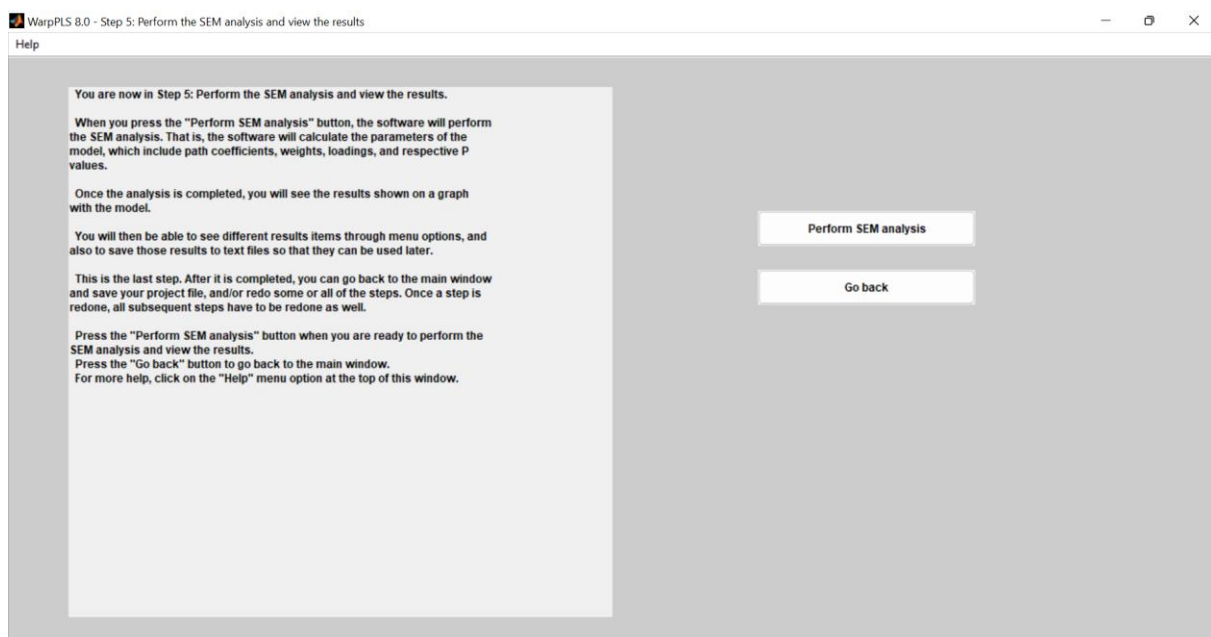 WarpPLS 8.0 - Step 5: Perform the SEM analysis and view the results
Help
You are now in Step 5: Perform the SEM analysis and view the results.
When you press the "Perform SEM analysis" button, the software will perform
the SEM analysis. That is, the software will calculate the parameters of the
model, which include path coefficients, weights, loadings, and respective P
values.
Once the analysis is completed, you will see the results shown on a graph
with the model.
You will then be able to see different results items through menu options, and
also to save those results to text files so that they can be used later.
This is the last step. After it is completed, you can go back to the main window
and save your project file, and/or redo some or all of the steps. Once a step is
redone, all subsequent steps have to be redone as well.
Press the "Perform SEM analysis" button when you are ready to perform the
SEM analysis and view the results.
Press the "Go back" button to go back to the main window.
For more help, click on the "Help" menu option at the top of this window.
Perform SEM analysis
Go back